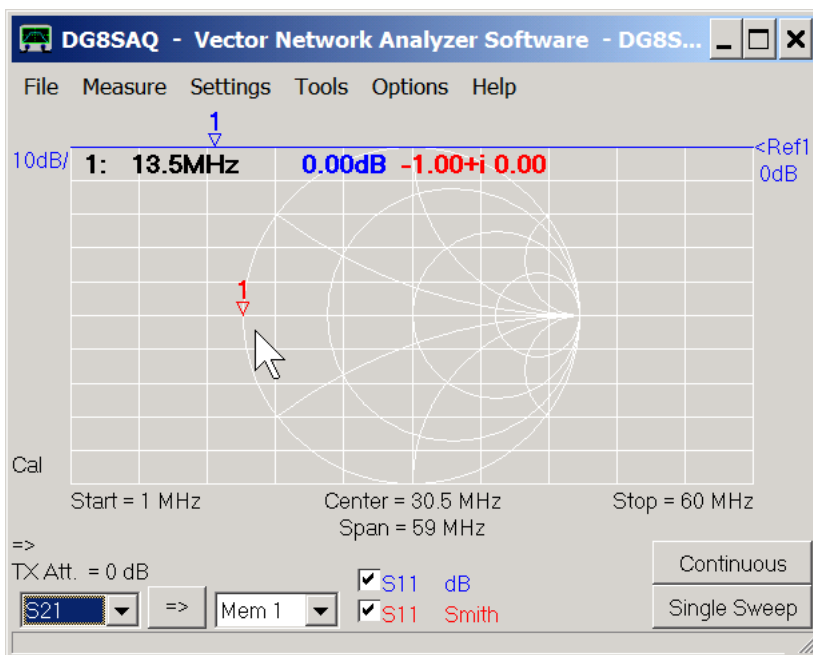 DG8SAQ - Vector Network Analyzer Software - DG8S...
File Measure Settings Tools Options Help
1
10dB/ 1: 13.5MHz 0.00dB -1.00+i 0.00 <Ref1
0dB
1
Cal
Start = 1 MHz Center = 30.5 MHz Stop = 60 MHz
Span = 59 MHz
=>
TX Att. = 0 dB Continuous
S11 dB
S21 => Mem 1 S11 Smith Single Sweep